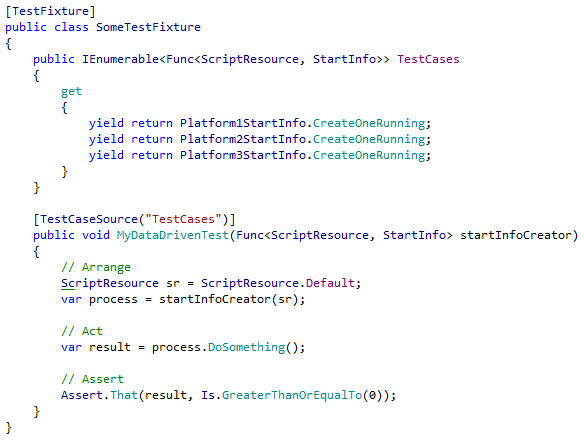 [TestFixture]
public class SomeTestFixture
{
    public IEnumerable<Func<ScriptResource, StartInfo>> TestCases
    {
        get
        {
            yield return Platform1StartInfo.CreateOneRunning;
            yield return Platform2StartInfo.CreateOneRunning;
            yield return Platform3StartInfo.CreateOneRunning;
        }
    }

    [TestCaseSource("TestCases")]
    public void MyDataDrivenTest(Func<ScriptResource, StartInfo> startInfoCreator)
    {
        // Arrange
        ScriptResource sr = ScriptResource.Default;
        var process = startInfoCreator(sr);

        // Act
        var result = process.DoSomething();

        // Assert
        Assert.That(result, Is.GreaterThanOrEqualTo(0));
    }
}